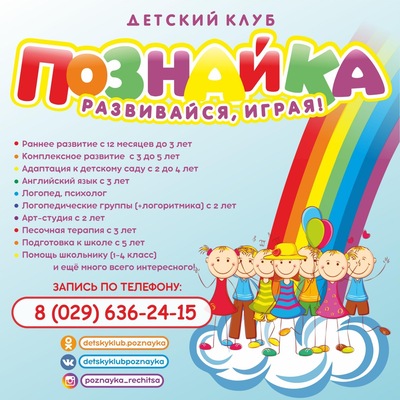 ДЕТСКИЙ КЛУБ
ПОЗНАЙКА
РАЗВИВАЙСЯ, ИГРАЯ!
• Раннее развитие с 12 месяцев до 3 лет
• Комплексное развитие с 3 до 5 лет
• Адаптация к детскому саду с 2 до 4 лет
• Английский язык с 3 лет
• Логопед, психолог
• Логопедические группы (+логоритмика) с 2 лет
• Арт-студия с 2 лет
• Песочная терапия с 3 лет
• Подготовка к школе с 5 лет
• Помощь школьнику (1-4 класс)
и ещё много всего интересного!
ЗАПИСЬ ПО ТЕЛЕФОНУ:
8 (029) 636-24-15
detskyklub.poznayka
detskyklubpoznayka
poznayka_rechitsa